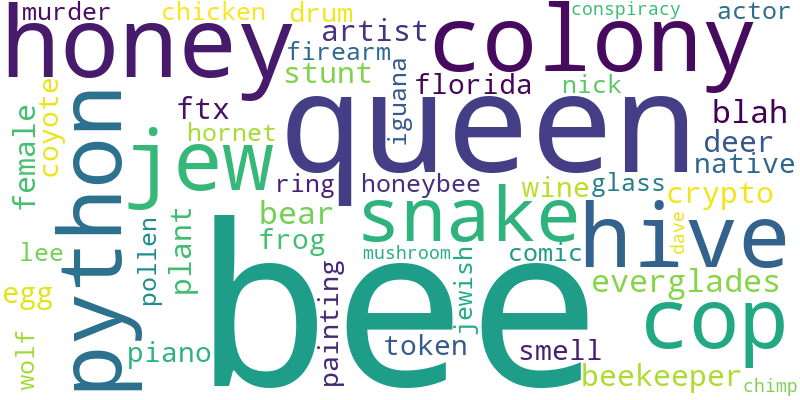 murder
chicken
drum
conspiracy
actor
honey
artist
colony
firearm
stunt
iguana
florida
nick
coyote
python
ftx
queen
blah
female
hornet
jew
deer
native
ring
honeybee
wine
glass
crypto
snake
hive
bear
plant
pollen
frog
dave
lee
bee
mushroom
jewish
comic
everglades
egg
painting
cop
wolf
piano
token
smell
beekeeper
chimp